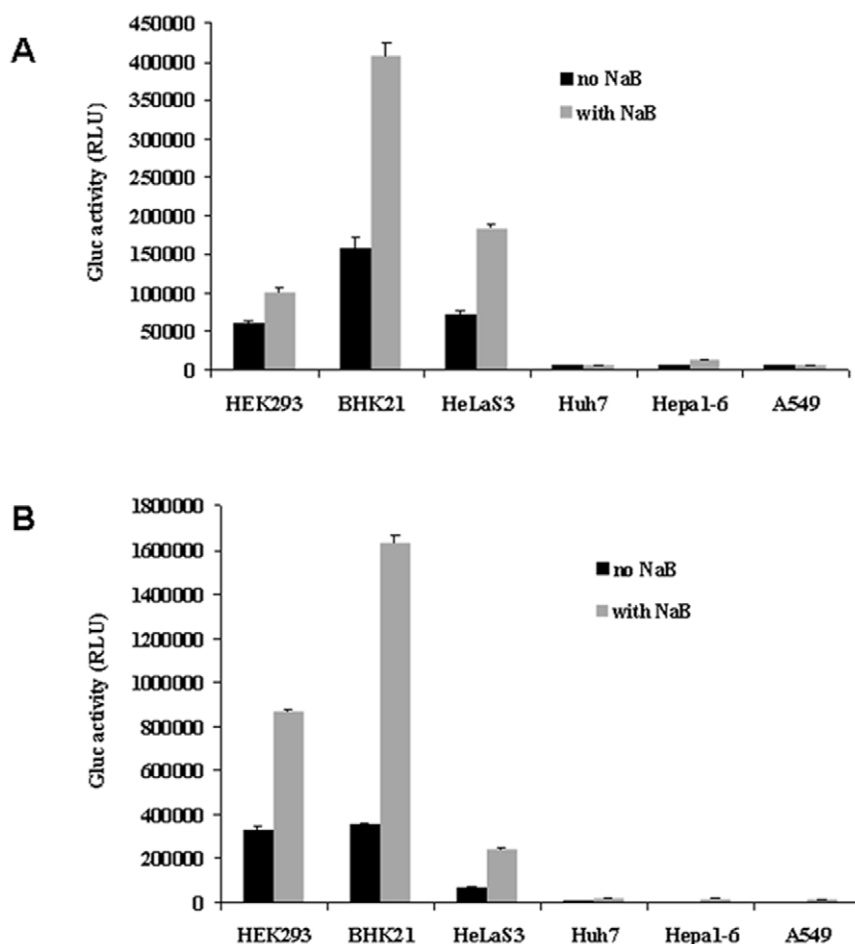 A
450000
400000
350000
300000
250000
200000
150000
100000
50000
0
Gluc activity (RLU)
no NaB
with NaB
HEK293 BHK21 HeLaS3 Huh7 Hepa1-6 A549
B
1800000
1600000
1400000
1200000
1000000
800000
600000
400000
200000
0
Gluc activity (RLU)
no NaB
with NaB
HEK293 BHK21 HeLaS3 Huh7 Hepa1-6 A549